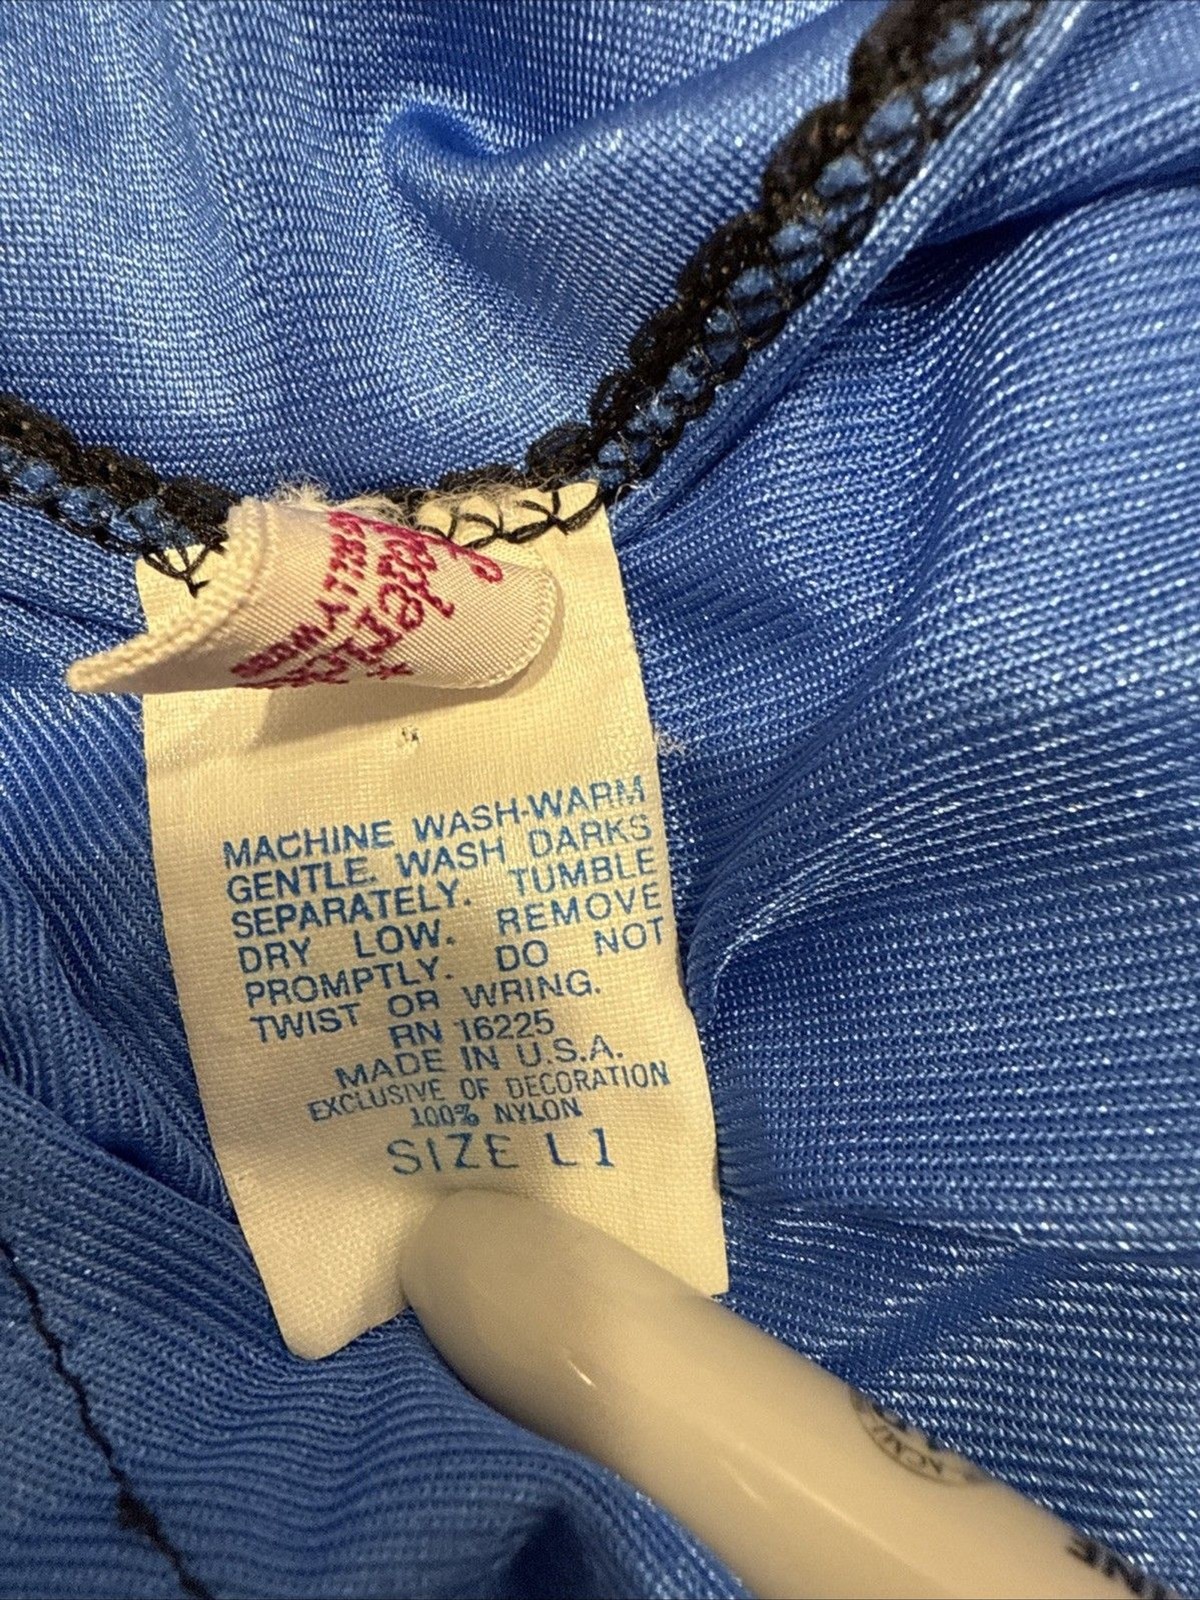 MACHINE WASH-WARM
GENTLE. WASH DARKS
SEPARATELY. TUMBLE
DRY LOW. REMOVE
PROMPTLY. DO NOT
TWIST OR WRING.
RN 16225
MADE IN U.S.A.
EXCLUSIVE OF DECORATION
100% NYLON
SIZE L1